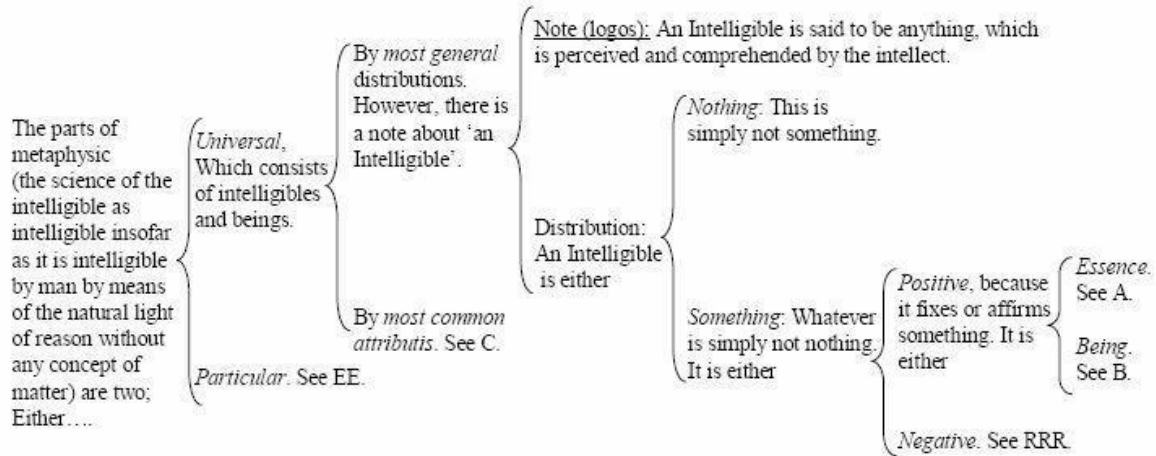 The parts of
metaphysic
(the science of the
intelligible as
intelligible insofar
as it is intelligible
by man by means
of the natural light
of reason without
any concept of
matter) are two;
Either….
Universal,
Which consists
of intelligibles
and beings.
By most general
distributions.
However, there is
a note about ‘an
Intelligible’.
Note (logos): An Intelligible is said to be anything, which
is perceived and comprehended by the intellect.
Distribution:
An Intelligible
is either
Nothing: This is
simply not something.
Something: Whatever
is simply not nothing.
It is either
Positive, because
it fixes or affirms
something. It is
either
Essence.
See A.
Being.
See B.
Negative. See RRR.
By most common
attributis. See C.
Particular. See EE.